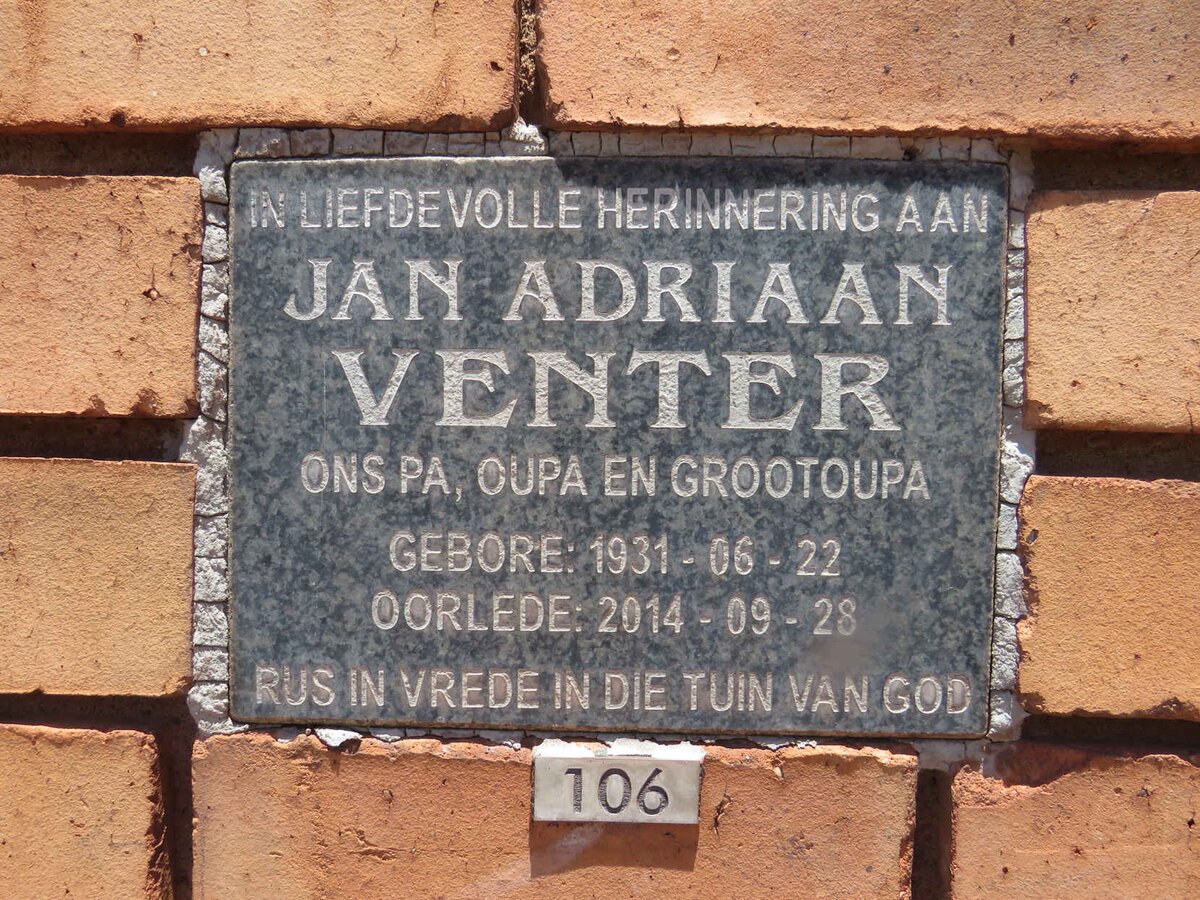 IN LIEFDEVOLLE HERINNERING AAN
JAN ADRIAAN
VENTER
ONS PA, OUPA EN GROOTOUPA
GEBORE: 1931 - 06 - 22
OORLEDE: 2014 - 09 - 28
RUS IN VREDE IN DIE TUIN VAN GOD
106